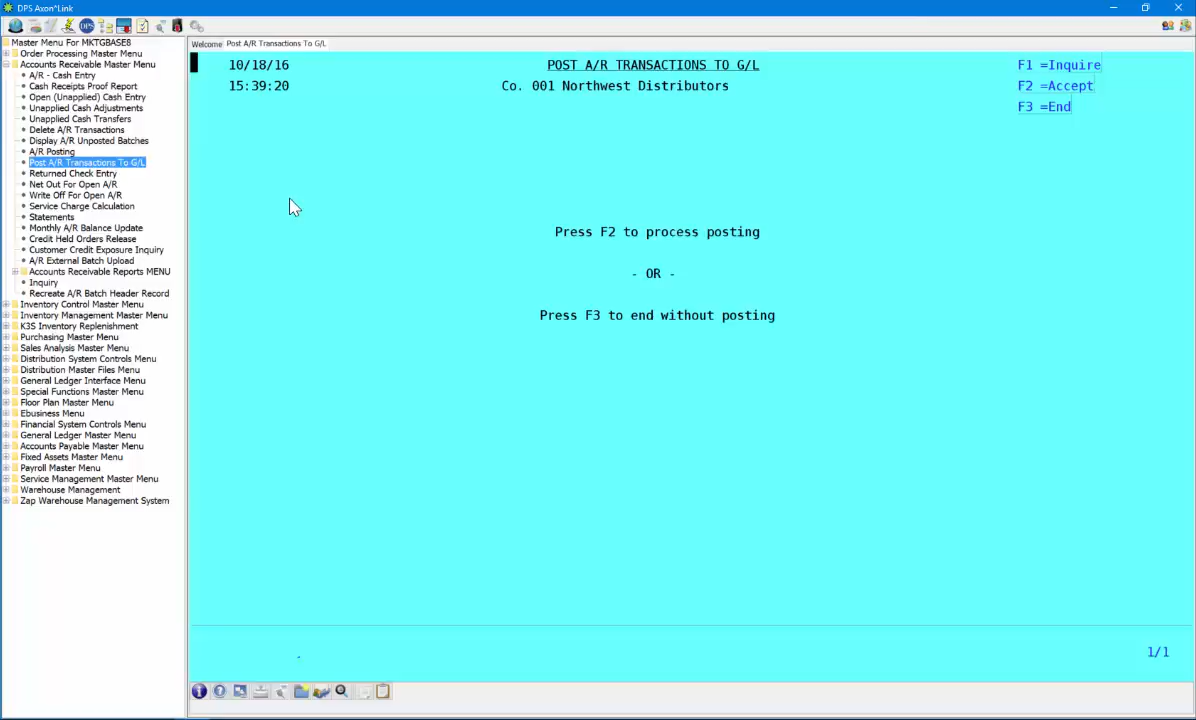 DPS Axon*Link
Master Menu For MKTGBASE8
Order Processing Master Menu
Accounts Receivable Master Menu
A/R - Cash Entry
Cash Receipts Proof Report
Open (Unapplied) Cash Entry
Unapplied Cash Adjustments
Unapplied Cash Transfers
Delete A/R Transactions
Display A/R Unposted Batches
A/R Posting
Post A/R Transactions To G/L
Returned Check Entry
Net Out For Open A/R
Write Off For Open A/R
Service Charge Calculation
Statements
Monthly A/R Balance Update
Credit Held Orders Release
Customer Credit Exposure Inquiry
A/R External Batch Upload
Accounts Receivable Reports MENU
Inquiry
Recreate A/R Batch Header Record
Inventory Control Master Menu
Inventory Management Master Menu
K3S Inventory Replenishment
Purchasing Master Menu
Sales Analysis Master Menu
Distribution System Controls Menu
Distribution Master Files Menu
General Ledger Interface Menu
Special Functions Master Menu
Floor Plan Master Menu
Ebusiness Menu
Financial System Controls Menu
General Ledger Master Menu
Accounts Payable Master Menu
Fixed Assets Master Menu
Payroll Master Menu
Service Management Master Menu
Warehouse Management
Zap Warehouse Management System
Welcome Post A/R Transactions To G/L
10/18/16 POST A/R TRANSACTIONS TO G/L F1 =Inquire
15:39:20 Co. 001 Northwest Distributors F2 =Accept
F3 =End
Press F2 to process posting
- OR -
Press F3 to end without posting
1/1